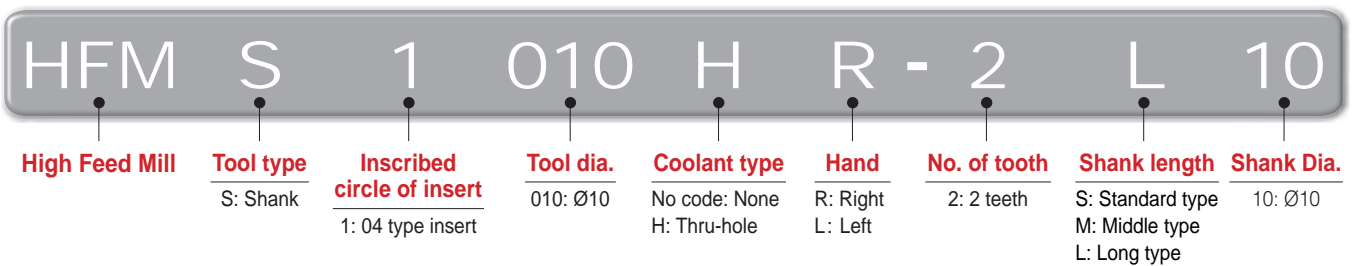 HFM S 1 010 H R - 2 L 10
High Feed Mill
Tool type
S: Shank
Inscribed
circle of insert
1: 04 type insert
Tool dia.
010: Ø10
Coolant type
No code: None
H: Thru-hole
Hand
R: Right
L: Left
No. of tooth
2: 2 teeth
Shank length
S: Standard type
M: Middle type
L: Long type
Shank Dia.
10: Ø10